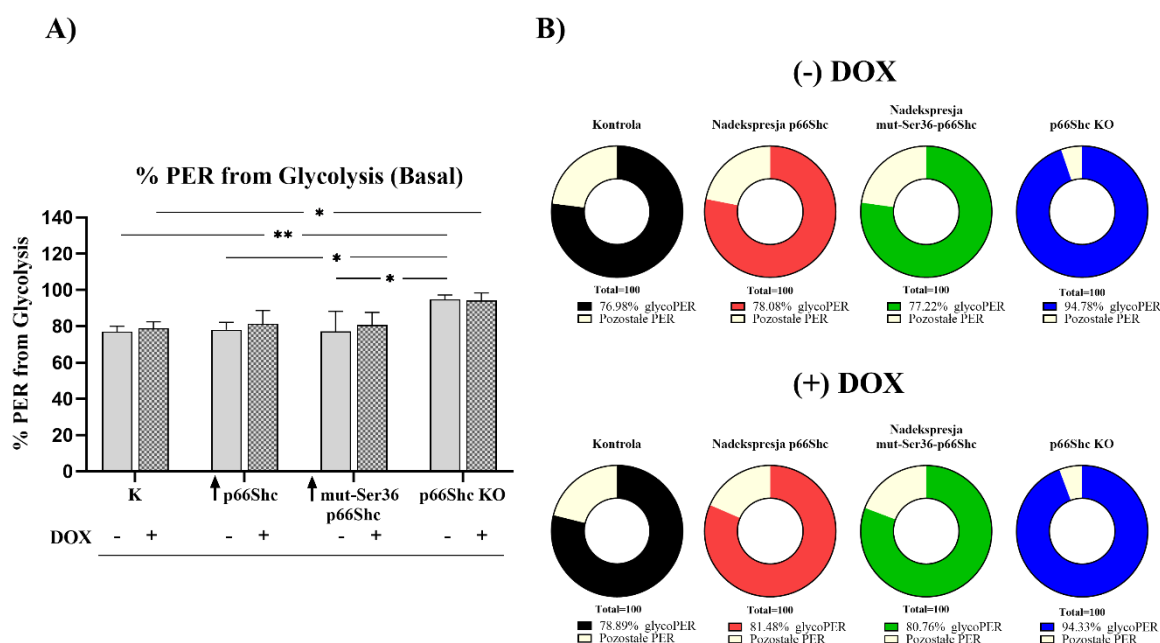 A)
% PER from Glycolysis (Basal)
% PER from Glycolysis
140
120
100
80
60
40
20
0
*
**
*
*
K
p66Shc
mut-Ser36
p66Shc
p66Shc KO
DOX - + - + - + - +
B)
(-) DOX
Kontrola
Nadekspresja p66Shc
Nadekspresja
mut-Ser36-p66Shc
p66Shc KO
Total=100
76.98% glycoPER
Pozostałe PER
Total=100
78.08% glycoPER
Pozostałe PER
Total=100
77.22% glycoPER
Pozostałe PER
Total=100
94.78% glycoPER
Pozostałe PER
(+) DOX
Kontrola
Nadekspresja p66Shc
Nadekspresja
mut-Ser36-p66Shc
p66Shc KO
Total=100
78.89% glycoPER
Pozostałe PER
Total=100
81.48% glycoPER
Pozostałe PER
Total=100
80.76% glycoPER
Pozostałe PER
Total=100
94.33% glycoPER
Pozostałe PER